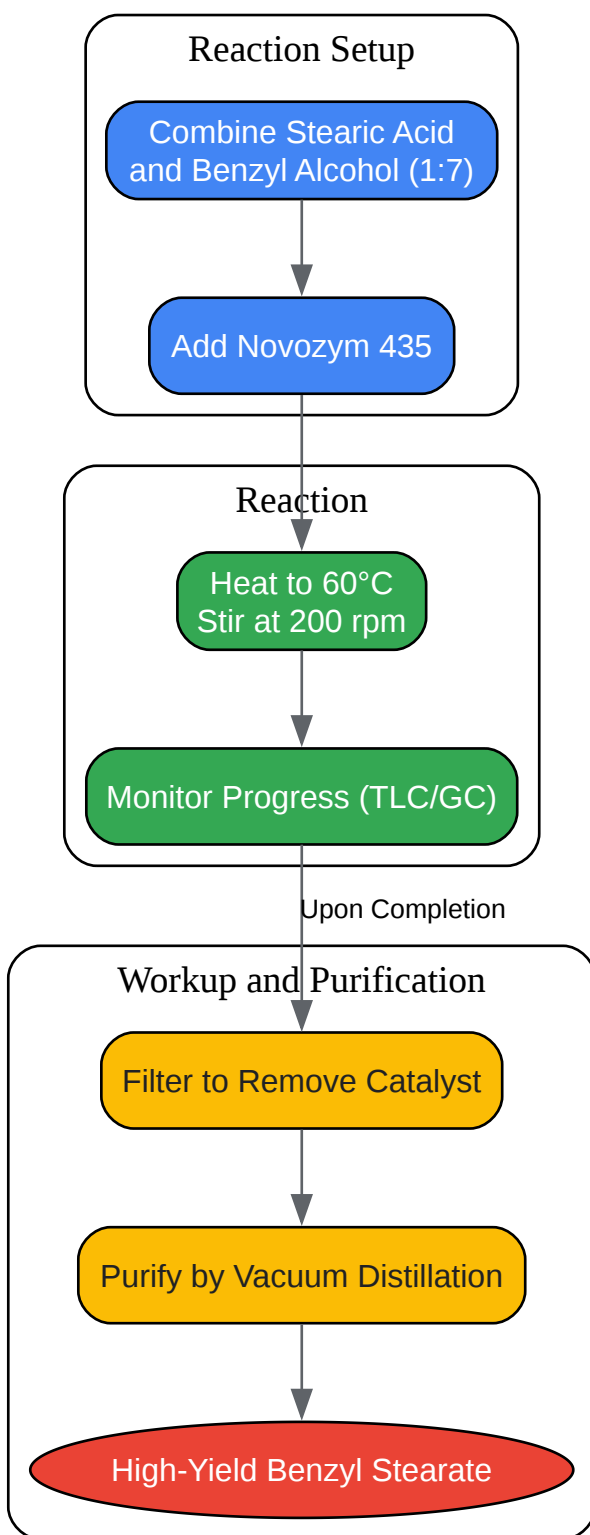 Reaction Setup
Combine Stearic Acid
and Benzyl Alcohol (1:7)
Add Novozym 435
Reaction
Heat to 60°C
Stir at 200 rpm
Monitor Progress (TLC/GC)
Upon Completion
Workup and Purification
Filter to Remove Catalyst
Purify by Vacuum Distillation
High-Yield Benzyl Stearate